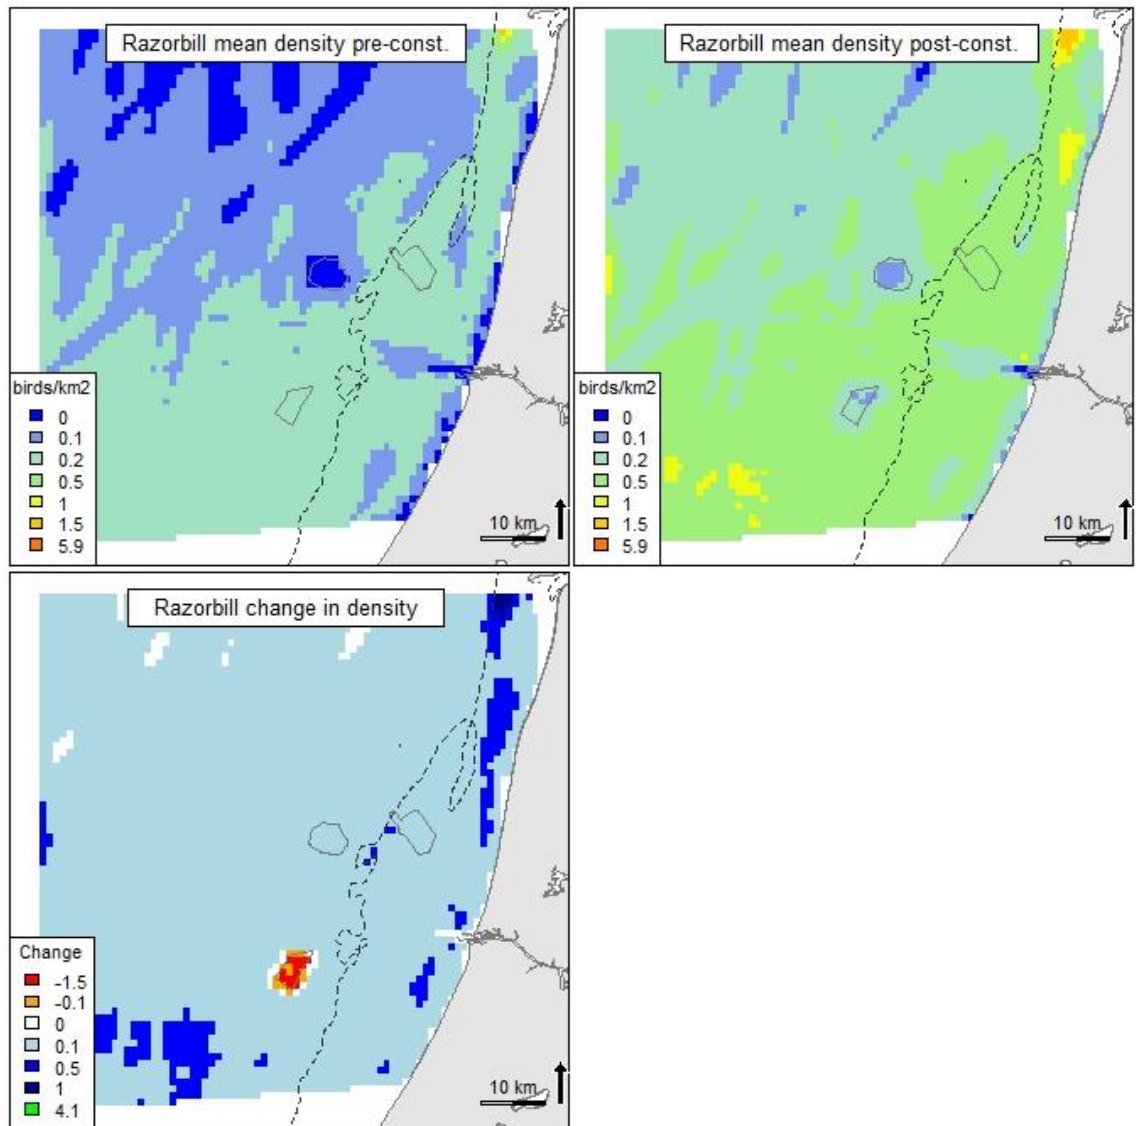 Razorbill mean density pre-const.
birds/km2
0
0.1
0.2
0.5
1
1.5
5.9
10 km
Razorbill mean density post-const.
birds/km2
0
0.1
0.2
0.5
1
1.5
5.9
10 km
Razorbill change in density
Change
-1.5
-0.1
0
0.1
0.5
1
4.1
10 km